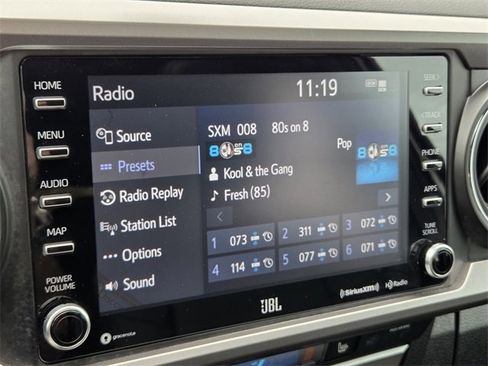 Radio
11:19
HOME
MENU
AUDIO
MAP
POWER
VOLUME
Source
Presets
Radio Replay
Station List
Options
Sound
SXM 008 80s on 8
Pop
Kool & the Gang
Fresh (85)
1 073
2 311
3 072
4 114
5 077
6 071
SEEK>
<TRACK
PHONE
APPS
TUNE
SCROLL
gracenote
JBL
SiriusXM
HD Radio